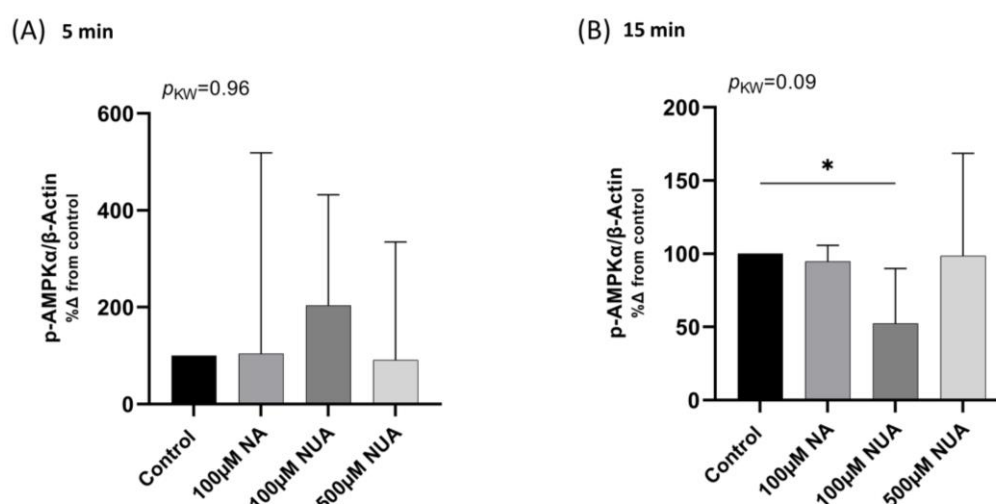 (A) 5 min
p_KW=0.96
600
400
200
0
p-AMPKα/β-Actin
%Δ from control
Control
100μM NA
100μM NUA
500μM NUA
(B) 15 min
p_KW=0.09
200
150
100
50
0
p-AMPKα/β-Actin
%Δ from control
*
Control
100μM NA
100μM NUA
500μM NUA